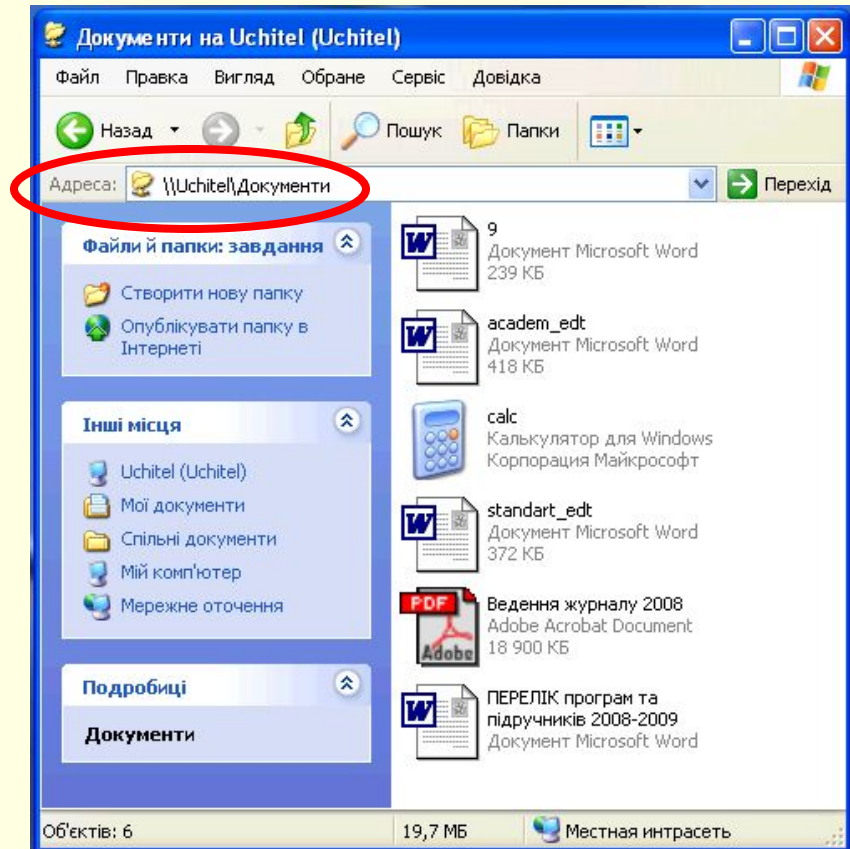 Документи на Uchitel (Uchitel)
Файл Правка Вигляд Обране Сервіс Довідка
Назад Пошук Папки
Адреса: \\Uchitel\Документи Перехід
Файли й папки: завдання
Створити нову папку
Опублікувати папку в
Інтернеті
Інші місця
Uchitel (Uchitel)
Мої документи
Спільні документи
Мій комп'ютер
Мережне оточення
Подробиці
Документи
W
9
Документ Microsoft Word
239 КБ
W
academ_edt
Документ Microsoft Word
418 КБ
calc
Калькулятор для Windows
Корпорация Майкрософт
W
standart_edt
Документ Microsoft Word
372 КБ
PDF
Adobe
Ведення журналу 2008
Adobe Acrobat Document
18 900 КБ
W
ПЕРЕЛІК програм та
підручників 2008-2009
Документ Microsoft Word
Об'єктів: 6 19,7 МБ Местная интрасеть